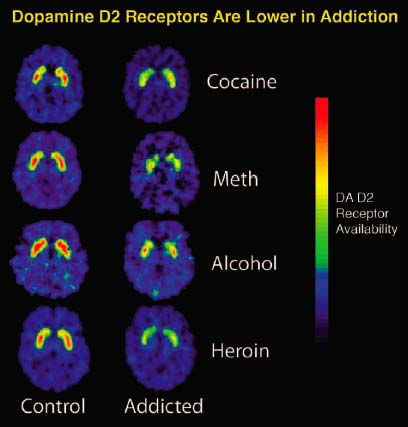 Dopamine D2 Receptors Are Lower in Addiction
Cocaine
Meth
DA D2
Receptor
Availability
Alcohol
Heroin
Control Addicted